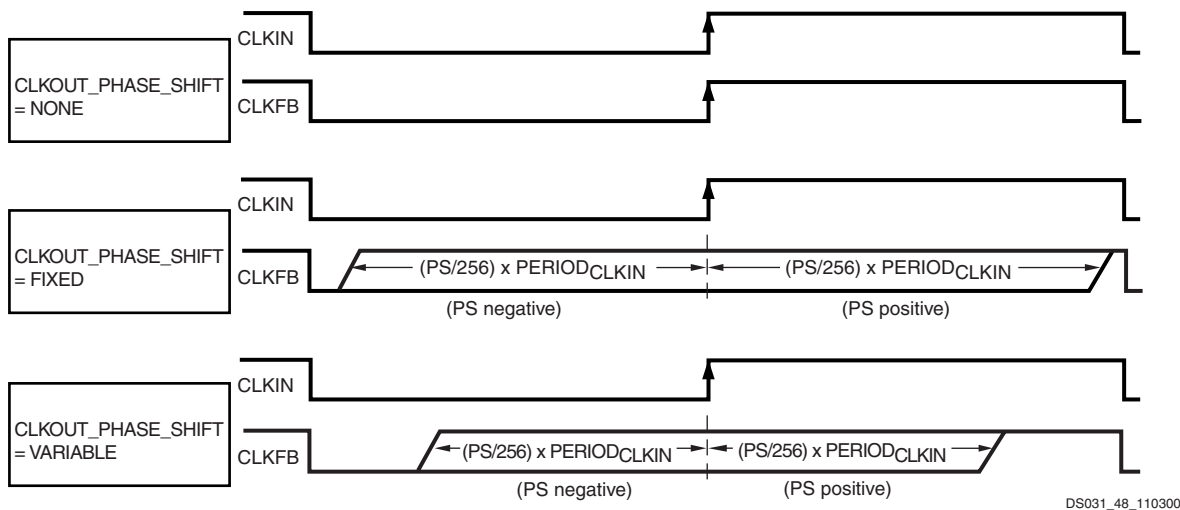 CLKIN
CLKOUT_PHASE_SHIFT
= NONE
CLKFB
CLKIN
CLKOUT_PHASE_SHIFT
= FIXED
CLKFB
(PS/256) x PERIODCLKIN
(PS/256) x PERIODCLKIN
(PS negative)
(PS positive)
CLKIN
CLKOUT_PHASE_SHIFT
= VARIABLE
CLKFB
(PS/256) x PERIODCLKIN
(PS/256) x PERIODCLKIN
(PS negative)
(PS positive)
DS031_48_110300